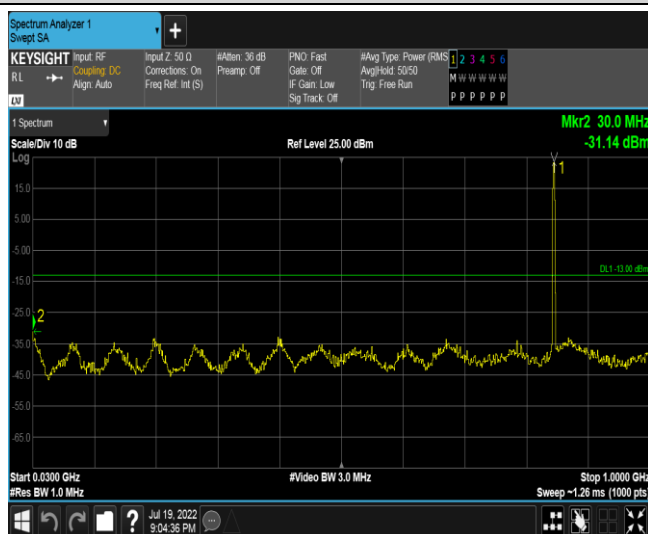 Spectrum Analyzer 1
Swept SA
+
KEYSIGHT
RL
LXI
Input: RF
Coupling: DC
Align: Auto
Input Z: 50 Ω
Corrections: On
Freq Ref: Int (S)
#Atten: 36 dB
Preamp: Off
PNO: Fast
Gate: Off
IF Gain: Low
Sig Track: Off
#Avg Type: Power (RMS
Avg|Hold: 50/50
Trig: Free Run
1 2 3 4 5 6
M W W W W W
P P P P P P
1 Spectrum
Mkr2 30.0 MHz
-31.14 dBm
Scale/Div 10 dB
Ref Level 25.00 dBm
Log
15.0
5.00
-5.00
-15.0
-25.0
-35.0
-45.0
-55.0
-65.0
1
2
DL1 -13.00 dBm
Start 0.0300 GHz
#Video BW 3.0 MHz
Stop 1.0000 GHz
#Res BW 1.0 MHz
Sweep ~1.26 ms (1000 pts)
?
Jul 19, 2022
9:04:36 PM